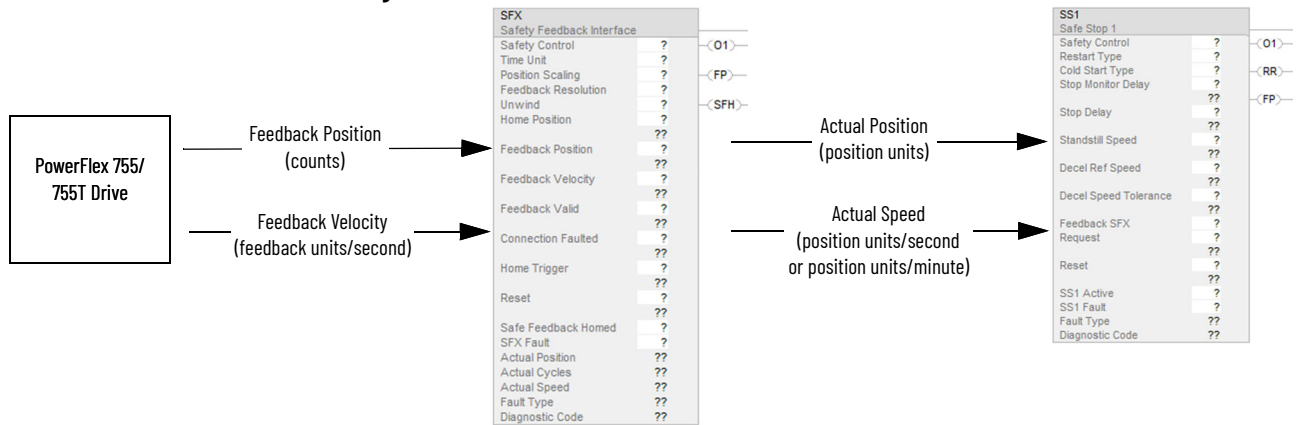 PowerFlex 755/
755T Drive
Feedback Position
(counts)
Feedback Velocity
(feedback units/second)
SFX
Safety Feedback Interface
Safety Control ?
Time Unit ?
Position Scaling ?
Feedback Resolution ?
Unwind ?
Home Position ?
??
Feedback Position ?
??
Feedback Velocity ?
??
Feedback Valid ?
??
Connection Faulted ?
??
Home Trigger ?
??
Reset ?
??
Safe Feedback Homed ?
SFX Fault ?
Actual Position ??
Actual Cycles ??
Actual Speed ??
Fault Type ??
Diagnostic Code ??
O1
FP
SFH
Actual Position
(position units)
Actual Speed
(position units/second
or position units/minute)
SS1
Safe Stop 1
Safety Control ?
Restart Type ?
Cold Start Type ?
Stop Monitor Delay ?
??
Stop Delay ?
??
Standstill Speed ?
??
Decel Ref Speed ?
??
Decel Speed Tolerance ?
??
Feedback SFX ?
Request ?
??
Reset ?
??
SS1 Active ?
SS1 Fault ?
Fault Type ??
Diagnostic Code ??
O1
RR
FP